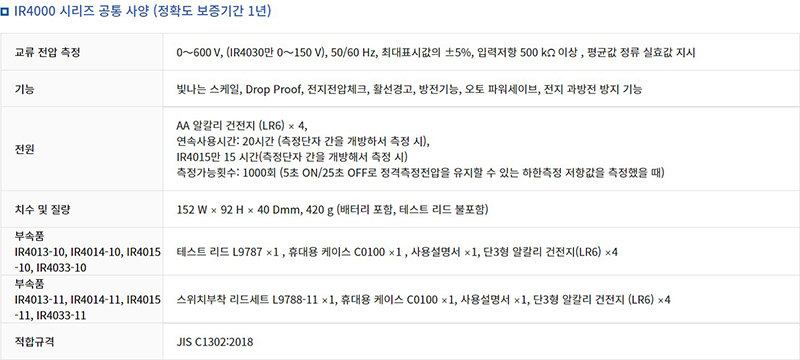 IR4000 시리즈 공통 사양 (정확도 보증기간 1년)
교류 전압 측정
0~600 V, (IR4030만 0~150 V), 50/60 Hz, 최대표시값의 ±5%, 입력저항 500 kΩ 이상 , 평균값 정류 실효값 지시
기능
빛나는 스케일, Drop Proof, 전지전압체크, 활선경고, 방전기능, 오토 파워세이브, 전지 과방전 방지 기능
전원
AA 알칼리 건전지 (LR6) × 4,
연속사용시간: 20시간 (측정단자 간을 개방하서 측정 시),
IR4015만 15 시간(측정단자 간을 개방해서 측정 시)
측정가능횟수: 1000회 (5초 ON/25초 OFF로 정격측정전압을 유지할 수 있는 하한측정 저항값을 측정했을 때)
치수 및 질량
152 W × 92 H × 40 Dmm, 420 g (배터리 포함, 테스트 리드 불포함)
부속품
IR4013-10, IR4014-10, IR4015
-10, IR4033-10
테스트 리드 L9787 ×1 , 휴대용 케이스 C0100 ×1 , 사용설명서 ×1, 단3형 알칼리 건전지(LR6) ×4
부속품
IR4013-11, IR4014-11, IR4015
-11, IR4033-11
스위치부착 리드세트 L9788-11 ×1, 휴대용 케이스 C0100 ×1, 사용설명서 ×1, 단3형 알칼리 건전지 (LR6) ×4
적합규격
JIS C1302:2018